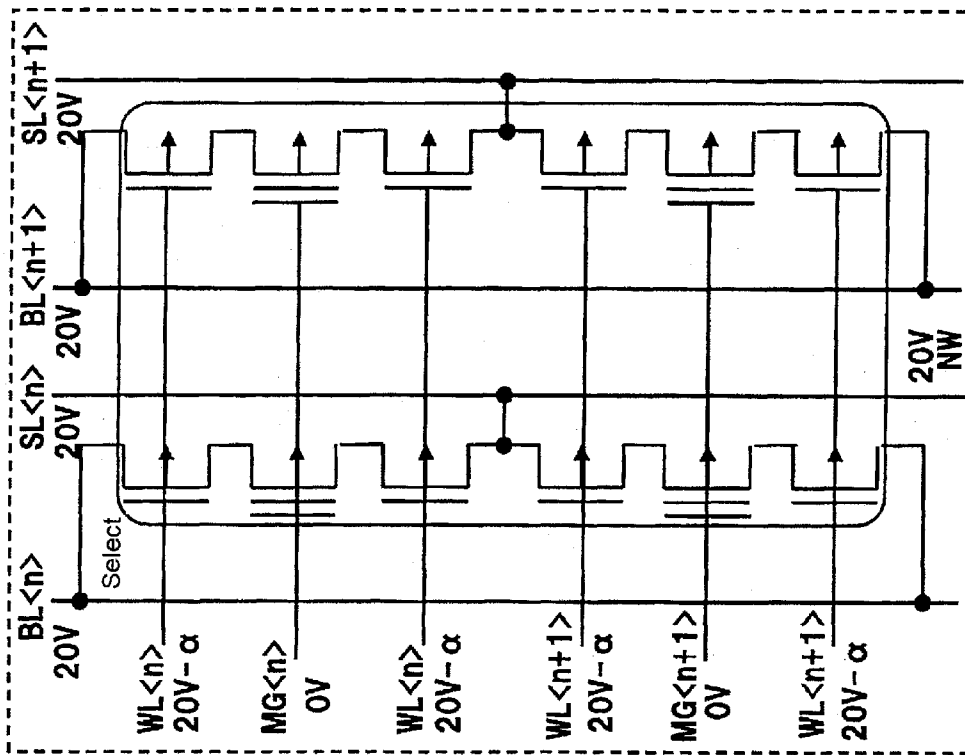 BL<n>
20V
SL<n>
20V
BL<n+1>
20V
SL<n+1>
20V
Select
WL<n>
20V-α
MG<n>
0V
WL<n>
20V-α
WL<n+1>
20V-α
MG<n+1>
0V
WL<n+1>
20V-α
20V
NW